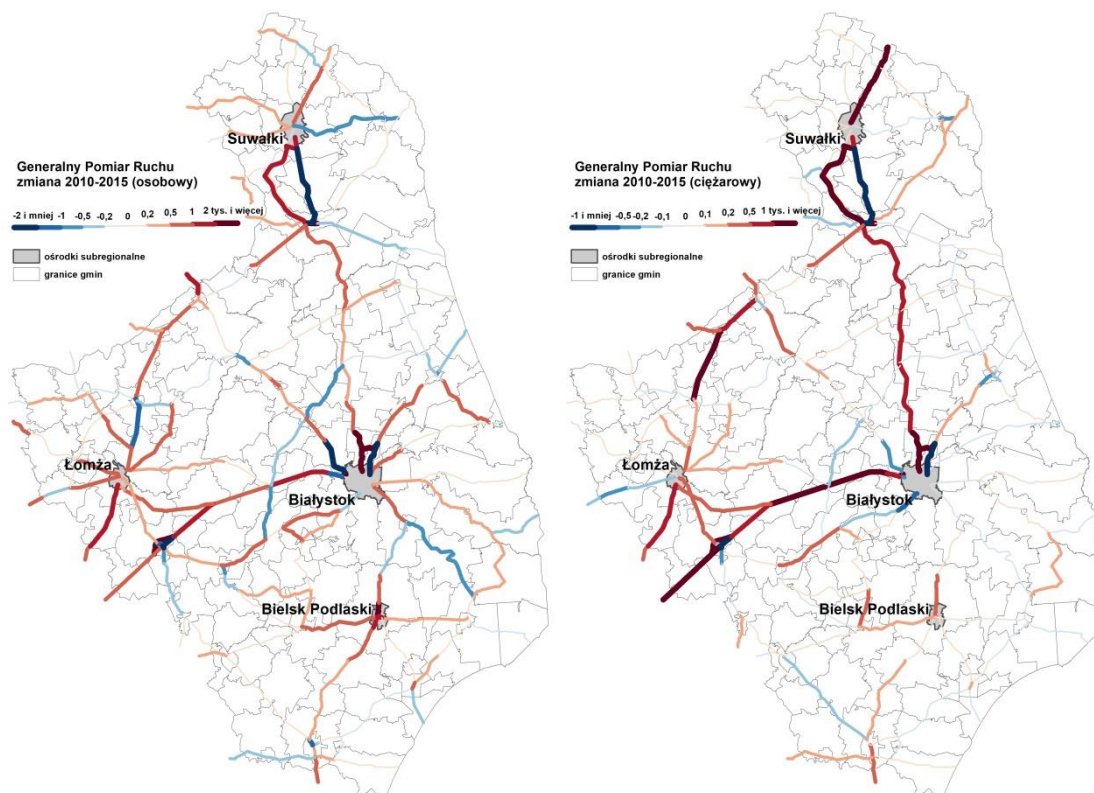 Suwałki
Generalny Pomiar Ruchu
zmiana 2010-2015 (osobowy)
-2 i mniej -1 -0,5 -0,2 0 0,2 0,5 1 2 tys. i więcej
ośrodki subregionalne
granice gmin
Łomża
Białystok
Bielsk Podlaski
Suwałki
Generalny Pomiar Ruchu
zmiana 2010-2015 (ciężarowy)
-1 i mniej -0,5 -0,2 -0,1 0 0,1 0,2 0,5 1 tys. i więcej
ośrodki subregionalne
granice gmin
Łomża
Białystok
Bielsk Podlaski